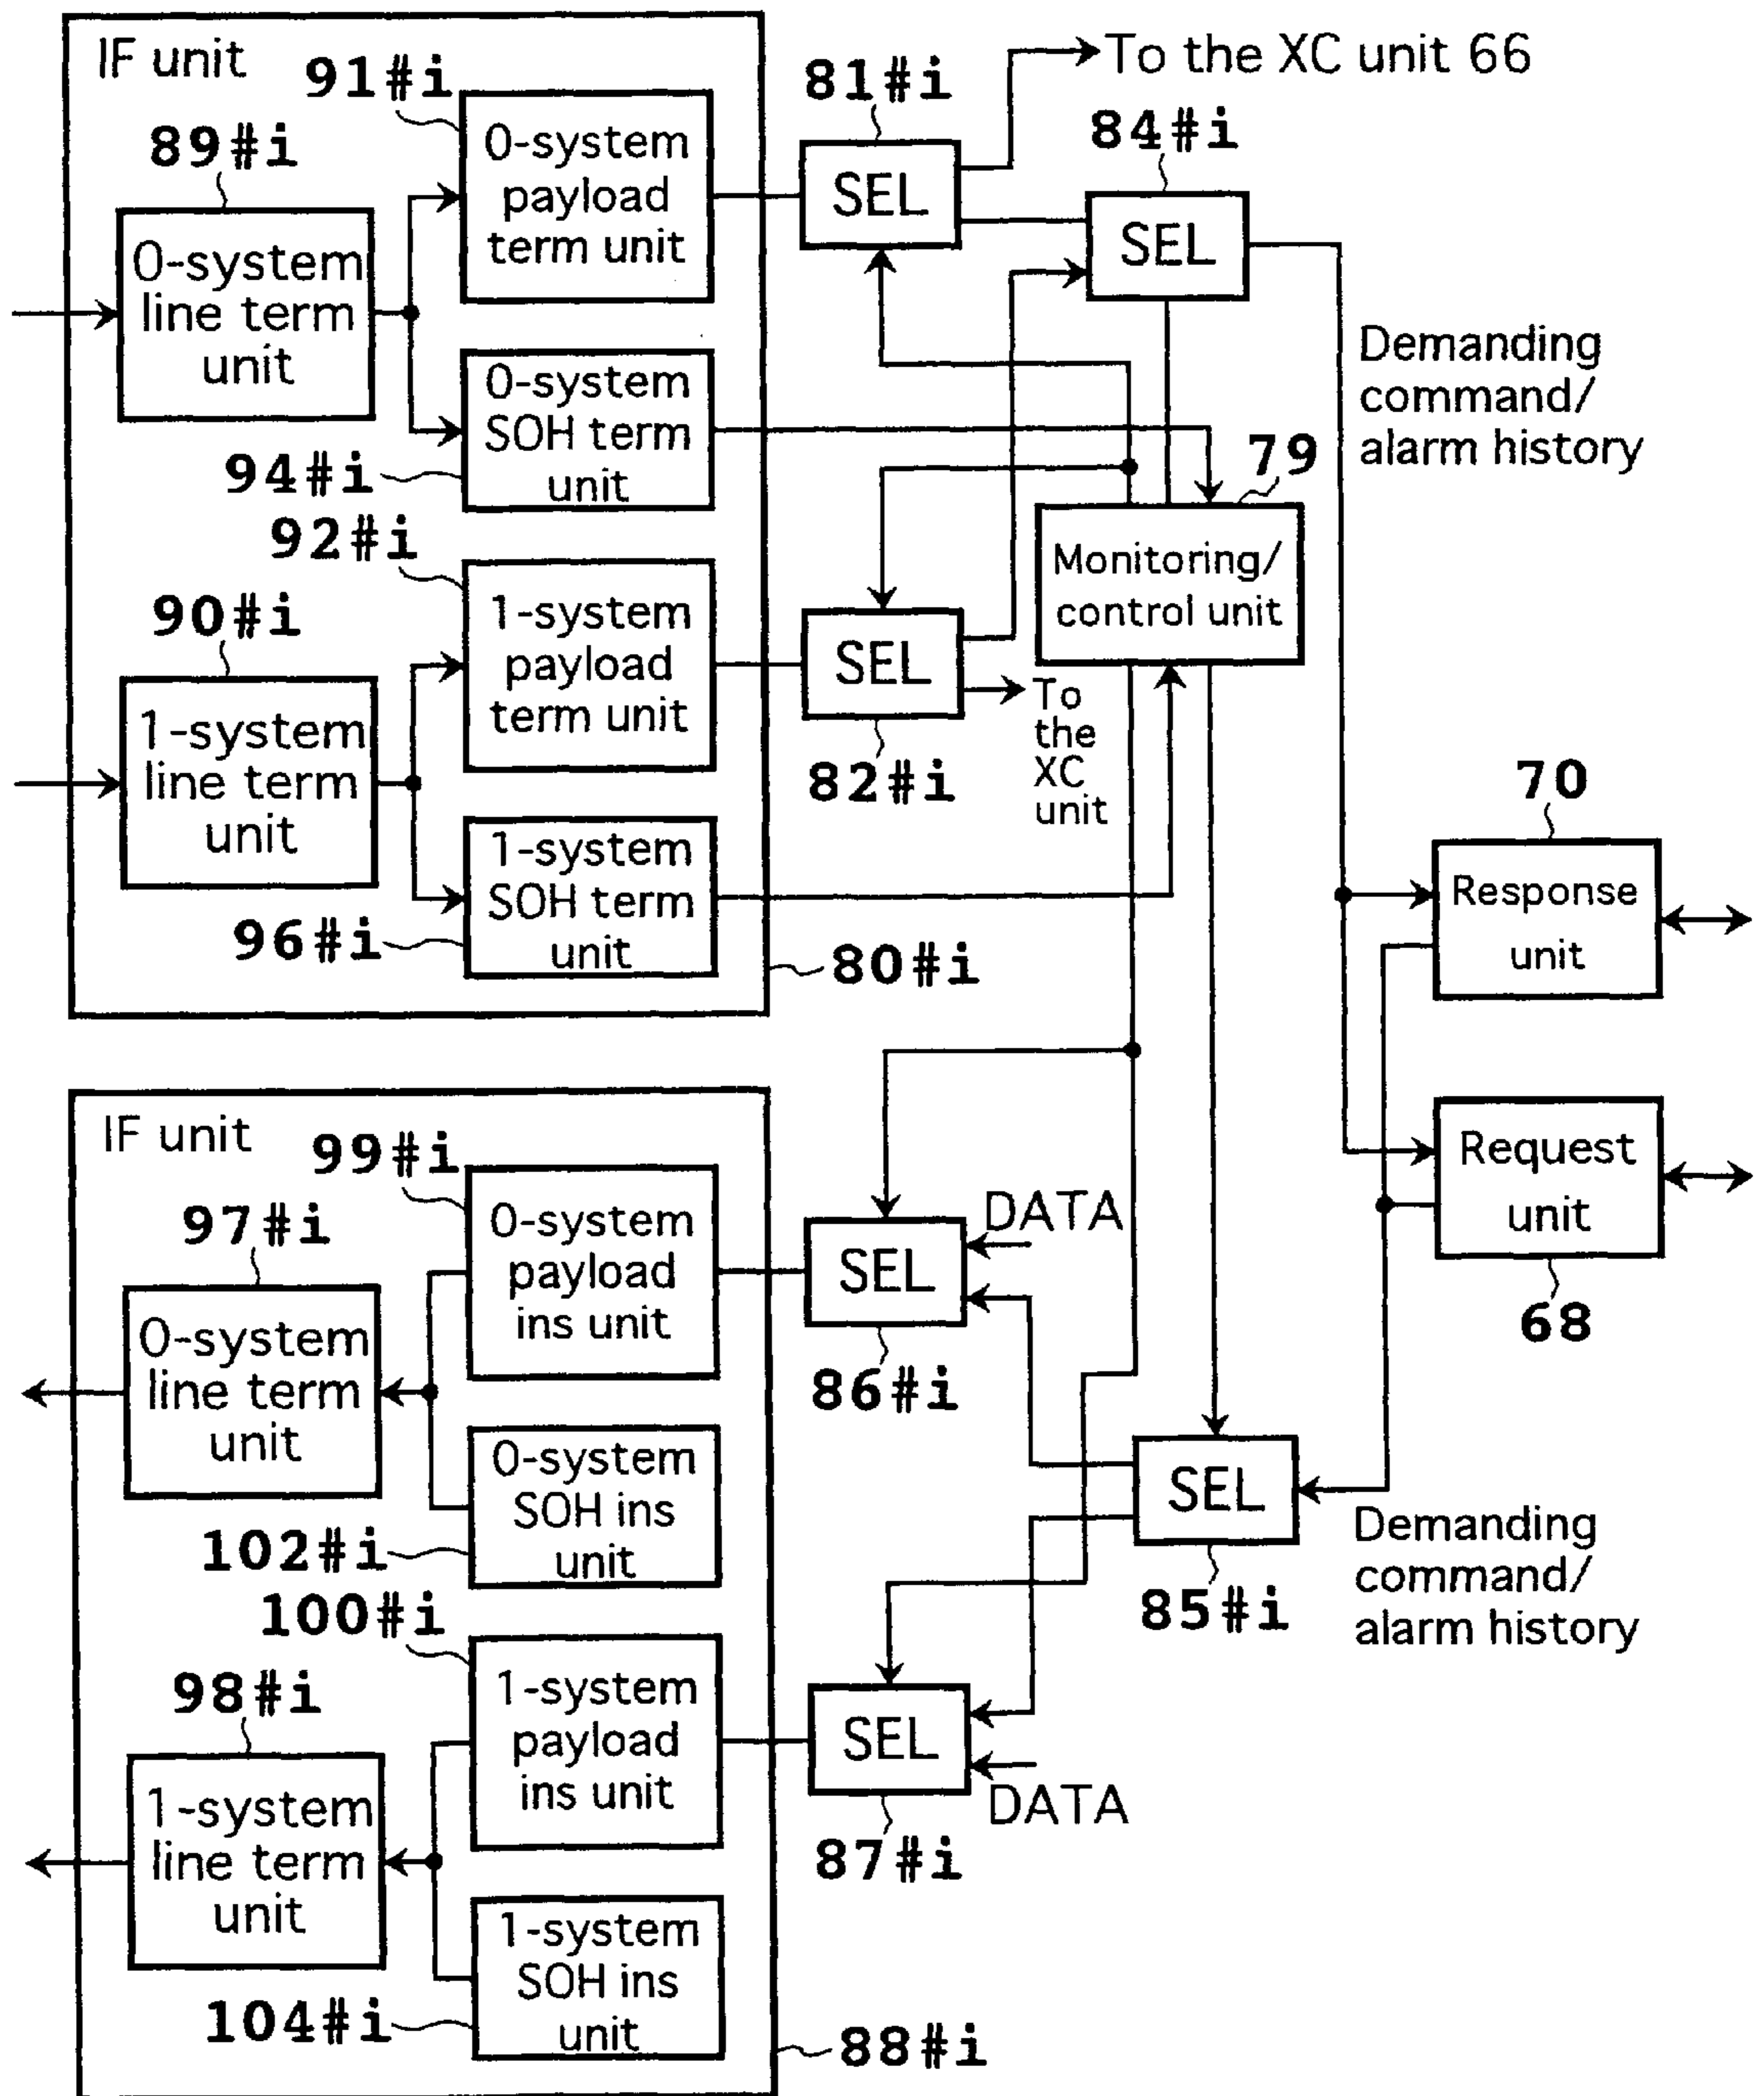 IF unit
91#i
81#i
To the XC unit 66
84#i
89#i
0-system
payload
term unit
SEL
SEL
0-system
line term
unit
0-system
SOH term
unit
94#i
Demanding
command/
alarm history
79
92#i
Monitoring/
control unit
90#i
1-system
payload
term unit
SEL
To
the
XC
unit
82#i
1-system
line term
unit
70
1-system
SOH term
unit
96#i
80#i
Response
unit
IF unit
99#i
97#i
0-system
payload
ins unit
DATA
SEL
Request
unit
68
0-system
line term
unit
86#i
0-system
SOH ins
unit
102#i
SEL
85#i
Demanding
command/
alarm history
100#i
98#i
1-system
payload
ins unit
SEL
DATA
87#i
1-system
line term
unit
1-system
SOH ins
unit
104#i
88#i